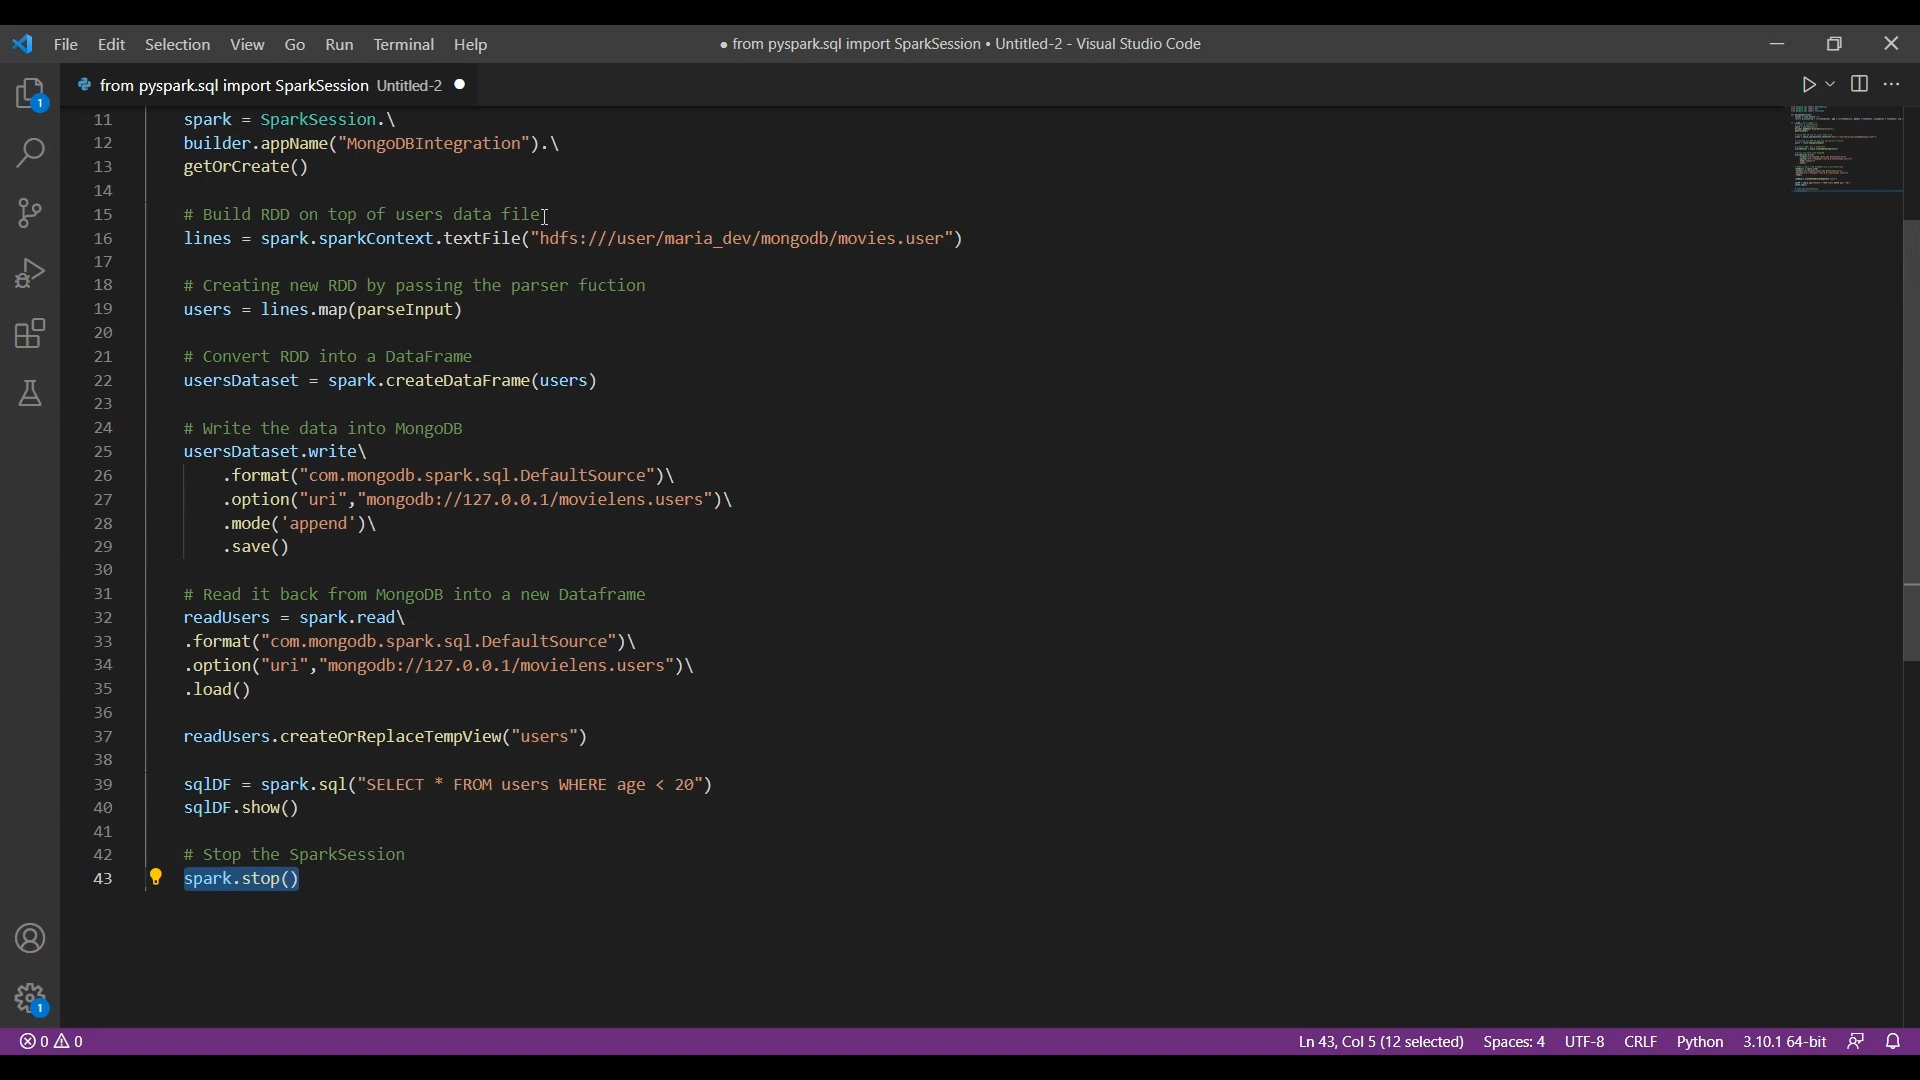 File Edit Selection View Go Run Terminal Help
● from pyspark.sql import SparkSession • Untitled-2 - Visual Studio Code
from pyspark.sql import SparkSession Untitled-2
1
11 spark = SparkSession.\
12 builder.appName("MongoDBIntegration").\
13 getOrCreate()
14
15 # Build RDD on top of users data file
16 lines = spark.sparkContext.textFile("hdfs:///user/maria_dev/mongodb/movies.user")
17
18 # Creating new RDD by passing the parser fuction
19 users = lines.map(parseInput)
20
21 # Convert RDD into a DataFrame
22 usersDataset = spark.createDataFrame(users)
23
24 # Write the data into MongoDB
25 usersDataset.write\
26 .format("com.mongodb.spark.sql.DefaultSource")\
27 .option("uri","mongodb://127.0.0.1/movielens.users")\
28 .mode('append')\
29 .save()
30
31 # Read it back from MongoDB into a new Dataframe
32 readUsers = spark.read\
33 .format("com.mongodb.spark.sql.DefaultSource")\
34 .option("uri","mongodb://127.0.0.1/movielens.users")\
35 .load()
36
37 readUsers.createOrReplaceTempView("users")
38
39 sqlDF = spark.sql("SELECT * FROM users WHERE age < 20")
40 sqlDF.show()
41
42 # Stop the SparkSession
43 spark.stop()
1
0 0 Ln 43, Col 5 (12 selected) Spaces: 4 UTF-8 CRLF Python 3.10.1 64-bit